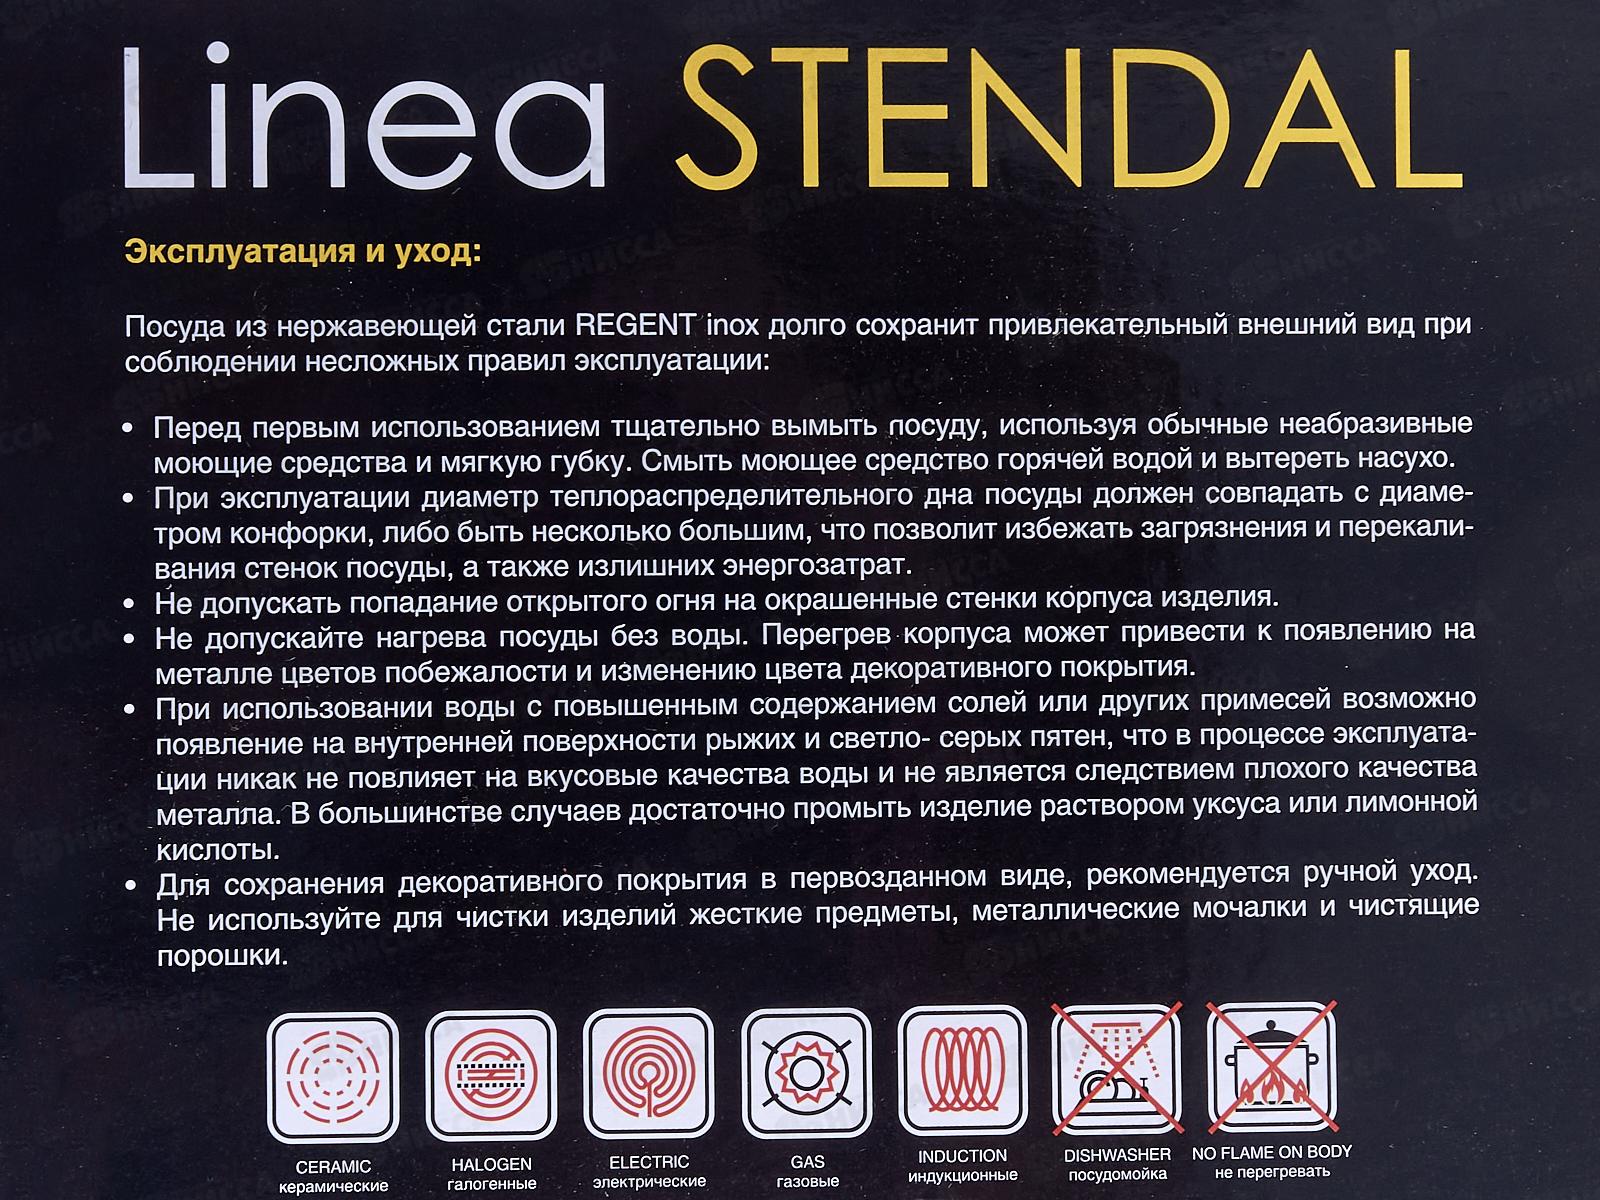 Linea STENDAL
Эксплуатация и уход:
Посуда из нержавеющей стали REGENT inox долго сохранит привлекательный внешний вид при
соблюдении несложных правил эксплуатации:
• Перед первым использованием тщательно вымыть посуду, используя обычные неабразивные
моющие средства и мягкую губку. Смыть моющее средство горячей водой и вытереть насухо.
• При эксплуатации диаметр теплораспределительного дна посуды должен совпадать с диаме-
тром конфорки, либо быть несколько большим, что позволит избежать загрязнения и перекали-
вания стенок посуды, а также излишних энергозатрат.
• Не допускать попадание открытого огня на окрашенные стенки корпуса изделия.
• Не допускайте нагрева посуды без воды. Перегрев корпуса может привести к появлению на
металле цветов побежалости и изменению цвета декоративного покрытия.
• При использовании воды с повышенным содержанием солей или других примесей возможно
появление на внутренней поверхности рыжих и светло- серых пятен, что в процессе эксплуата-
ции никак не повлияет на вкусовые качества воды и не является следствием плохого качества
металла. В большинстве случаев достаточно промыть изделие раствором уксуса или лимонной
кислоты.
• Для сохранения декоративного покрытия в первозданном виде, рекомендуется ручной уход.
Не используйте для чистки изделий жесткие предметы, металлические мочалки и чистящие
порошки.
CERAMIC
керамические
HALOGEN
галогенные
ELECTRIC
электрические
GAS
газовые
INDUCTION
индукционные
DISHWASHER
посудомойка
NO FLAME ON BODY
не перегревать